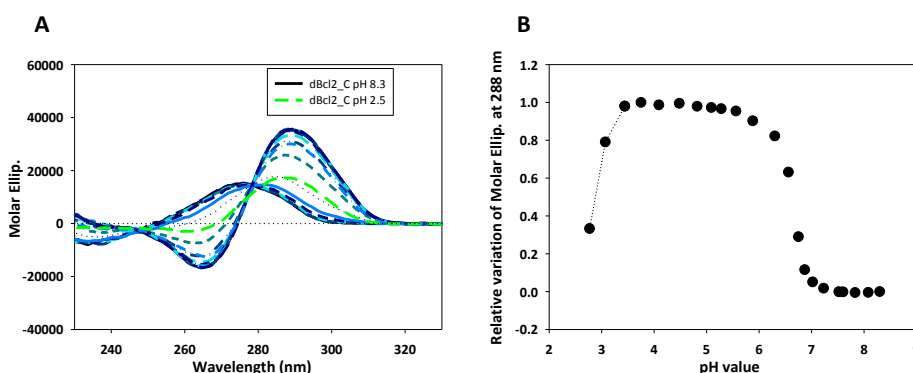 A
B
60000
40000
20000
0
-20000
-40000
Molar Ellip.
dBcl2_C pH 8.3
dBcl2_C pH 2.5
240 260 280 300 320
Wavelength (nm)
1.2
1.0
0.8
0.6
0.4
0.2
0.0
-0.2
Relative variation of Molar Ellip. at 288 nm
2 3 4 5 6 7 8
pH value